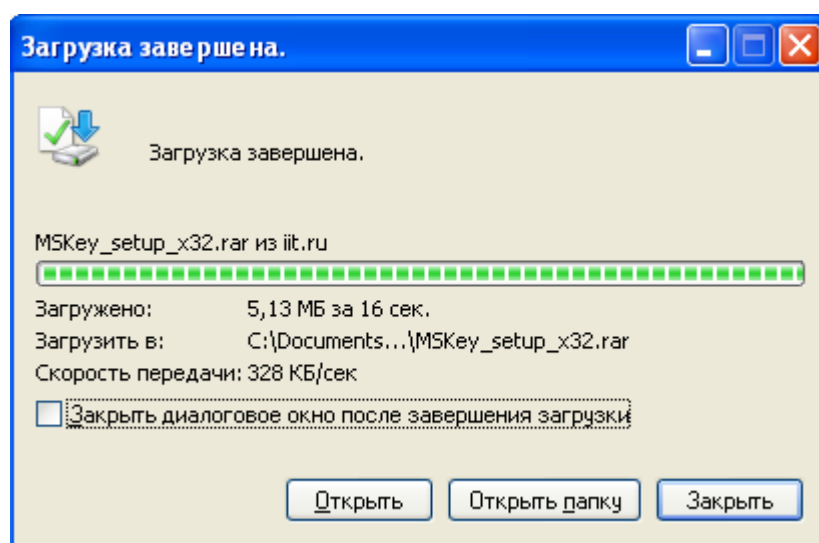 Загрузка завершена.
Загрузка завершена.
MSKey_setup_x32.rar из iit.ru
Загружено: 5,13 МБ за 16 сек.
Загрузить в: C:\Documents...\MSKey_setup_x32.rar
Скорость передачи: 328 КБ/сек
Закрыть диалоговое окно после завершения загрузки
Открыть Открыть папку Закрыть